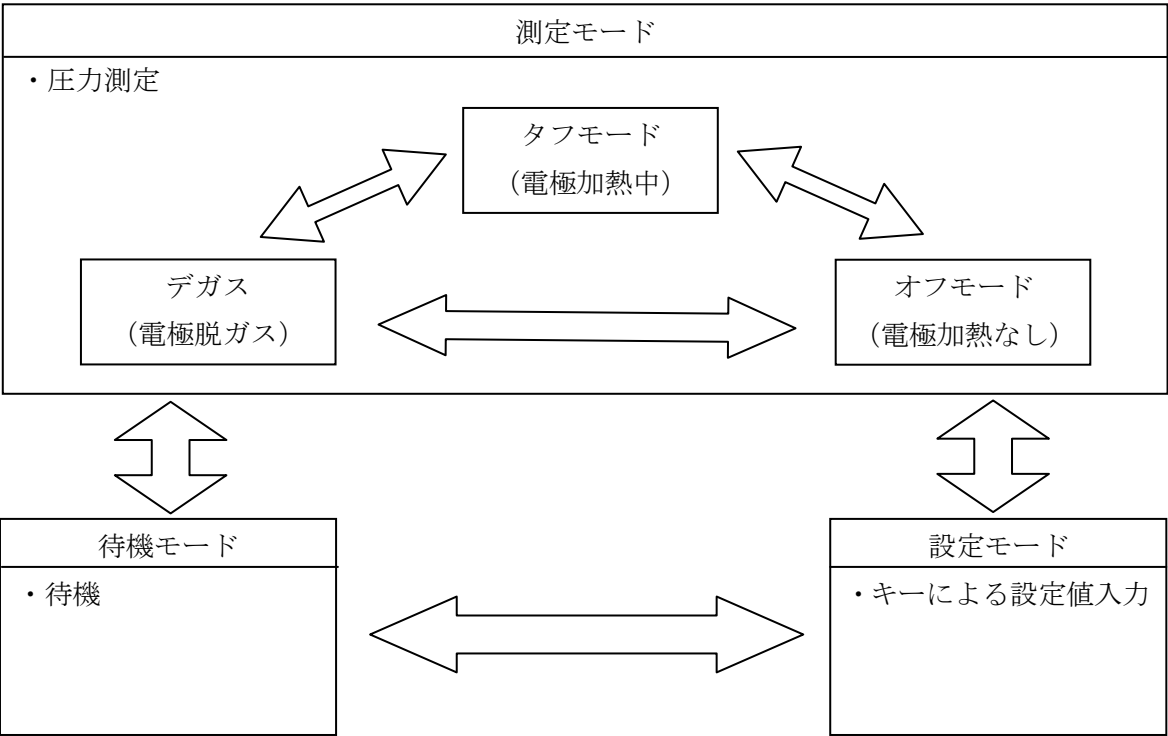 測定モード
・圧力測定
タフモード
（電極加熱中）
デガス
（電極脱ガス）
オフモード
（電極加熱なし）
待機モード
・待機
設定モード
・キーによる設定値入力